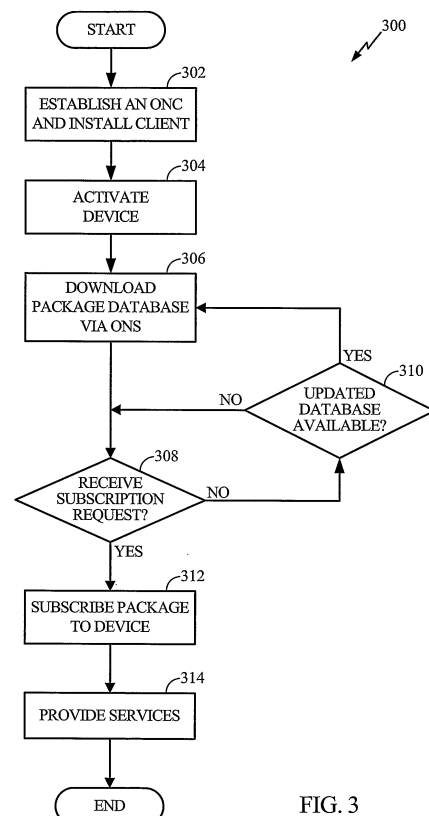 START
300
302
ESTABLISH AN ONC
AND INSTALL CLIENT
304
ACTIVATE
DEVICE
306
DOWNLOAD
PACKAGE DATABASE
VIA ONS
YES
310
NO
UPDATED
DATABASE
AVAILABLE?
308
RECEIVE
SUBSCRIPTION
REQUEST?
NO
YES
312
SUBSCRIBE PACKAGE
TO DEVICE
314
PROVIDE SERVICES
END
FIG. 3